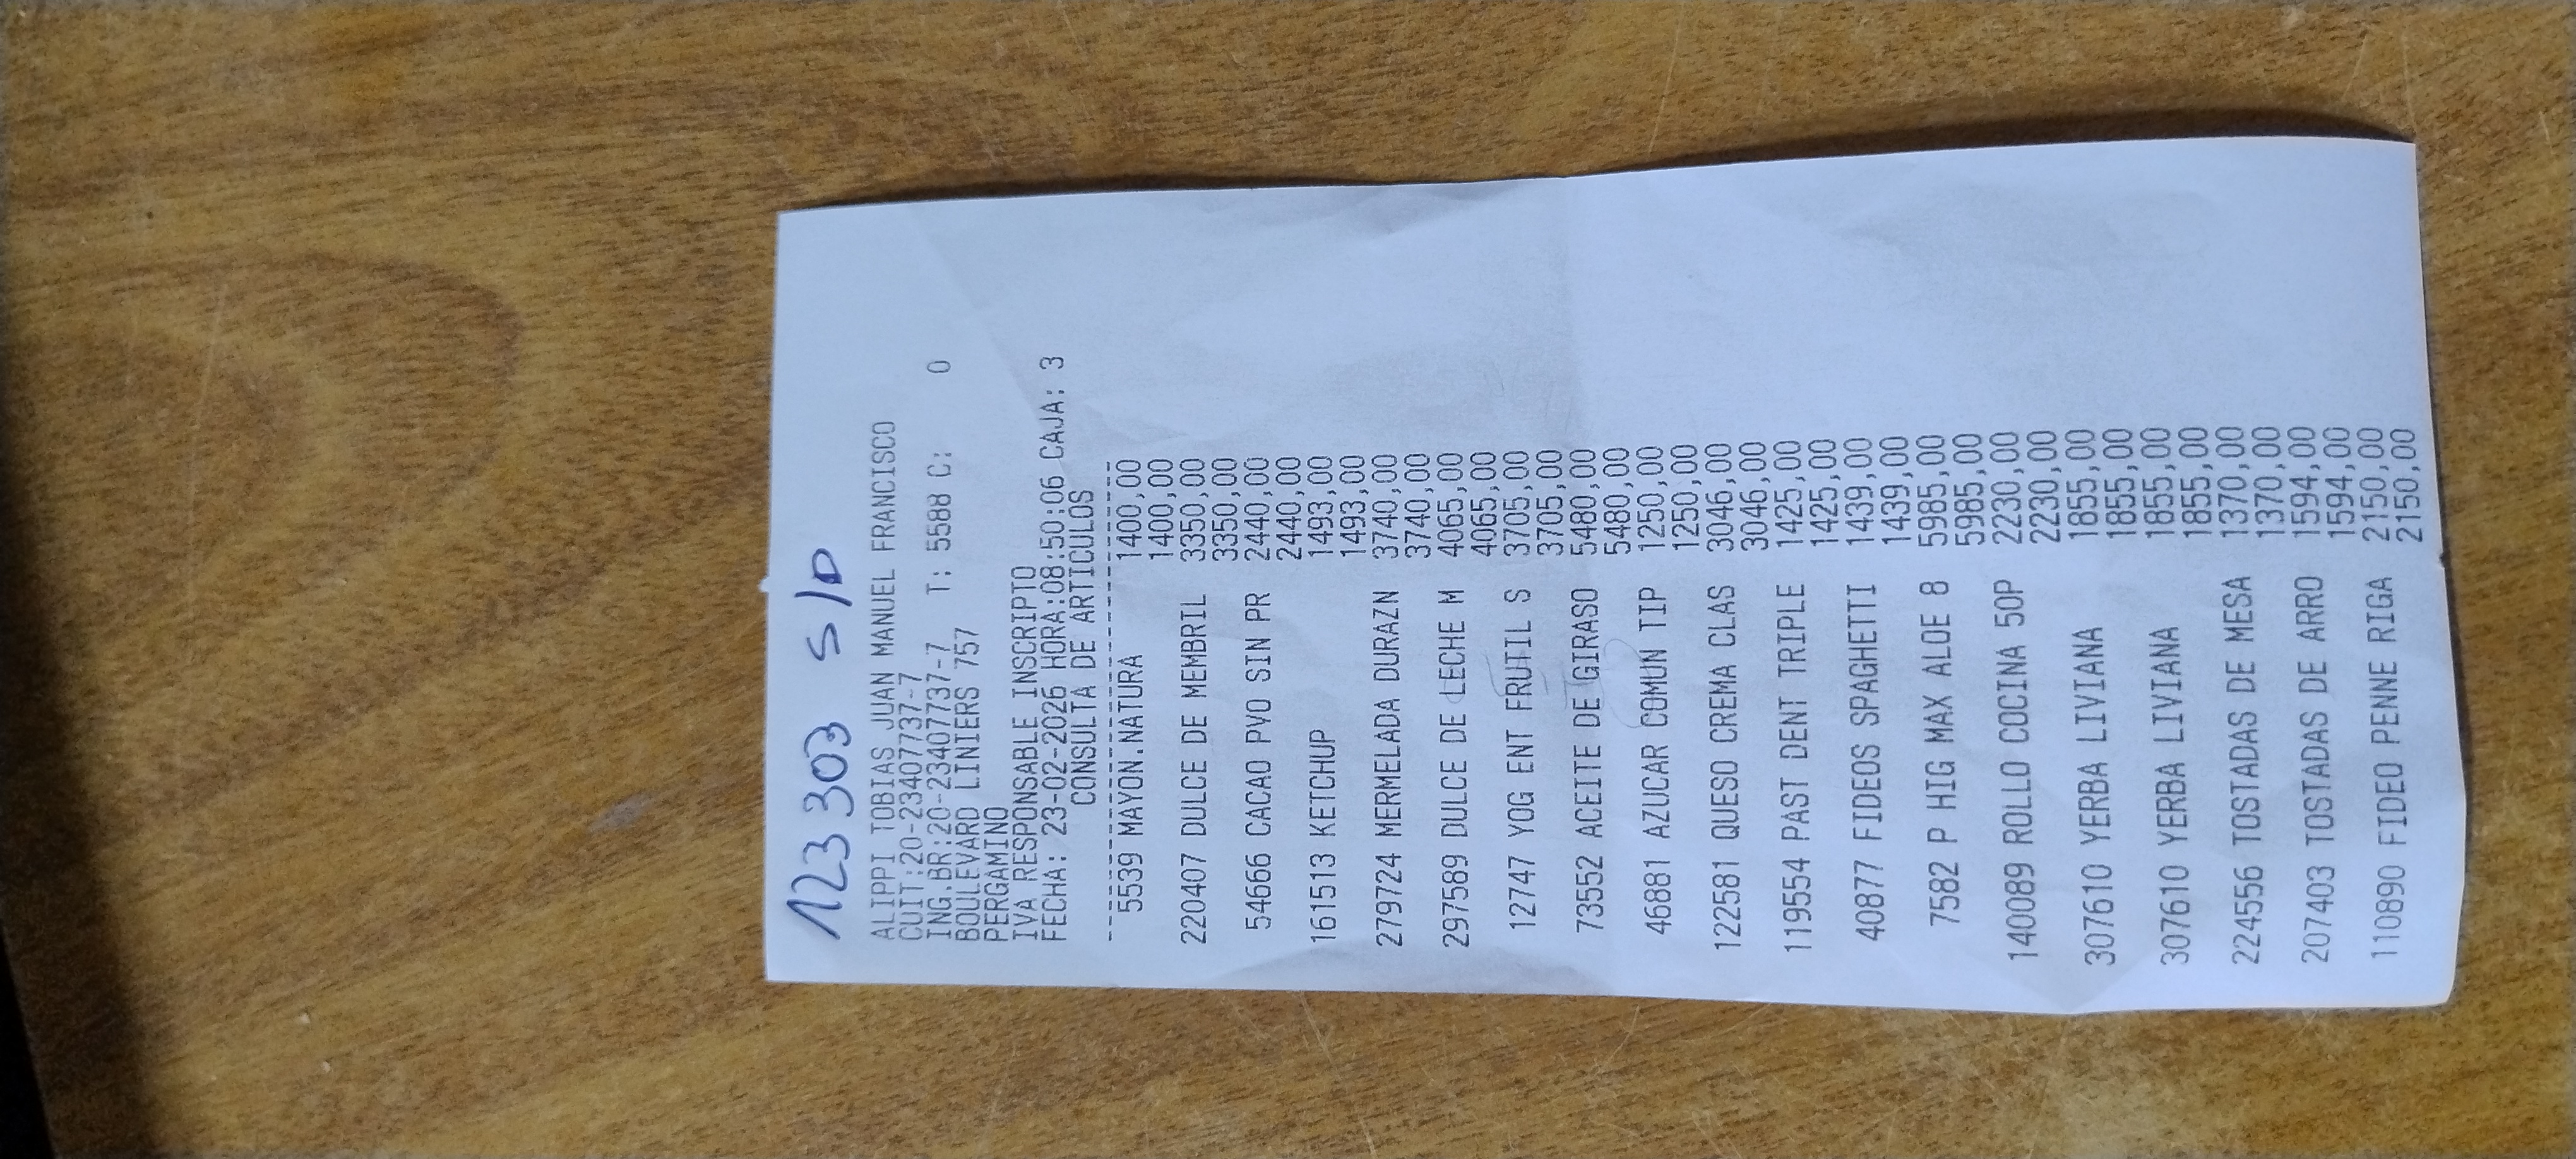 123303 S/D
ALIPPI TOBIAS JUAN MANUEL FRANCISCO
CUIT:20-23407737-7
ING.BR:20-23407737-7 T: 5588 C: 0
BOULEVARD LINIERS 757
PERGAMINO
IVA RESPONSABLE INSCRIPTO
FECHA: 23-02-2026 HORA:08:50:06 CAJA: 3
CONSULTA DE ARTICULOS
----------------------------------------
5539 MAYON.NATURA 1400,00
1400,00
220407 DULCE DE MEMBRIL 3350,00
3350,00
54666 CACAO PVO SIN PR 2440,00
2440,00
161513 KETCHUP 1493,00
1493,00
279724 MERMELADA DURAZN 3740,00
3740,00
297589 DULCE DE LECHE M 4065,00
4065,00
12747 YOG ENT FRUTIL S 3705,00
3705,00
73552 ACEITE DE GIRASO 5480,00
5480,00
46881 AZUCAR COMUN TIP 1250,00
1250,00
122581 QUESO CREMA CLAS 3046,00
3046,00
119554 PAST DENT TRIPLE 1425,00
1425,00
40877 FIDEOS SPAGHETTI 1439,00
1439,00
7582 P HIG MAX ALOE 8 5985,00
5985,00
140089 ROLLO COCINA 50P 2230,00
2230,00
307610 YERBA LIVIANA 1855,00
1855,00
307610 YERBA LIVIANA 1855,00
1855,00
224556 TOSTADAS DE MESA 1370,00
1370,00
207403 TOSTADAS DE ARRO 1594,00
1594,00
110890 FIDEO PENNE RIGA 2150,00
2150,00